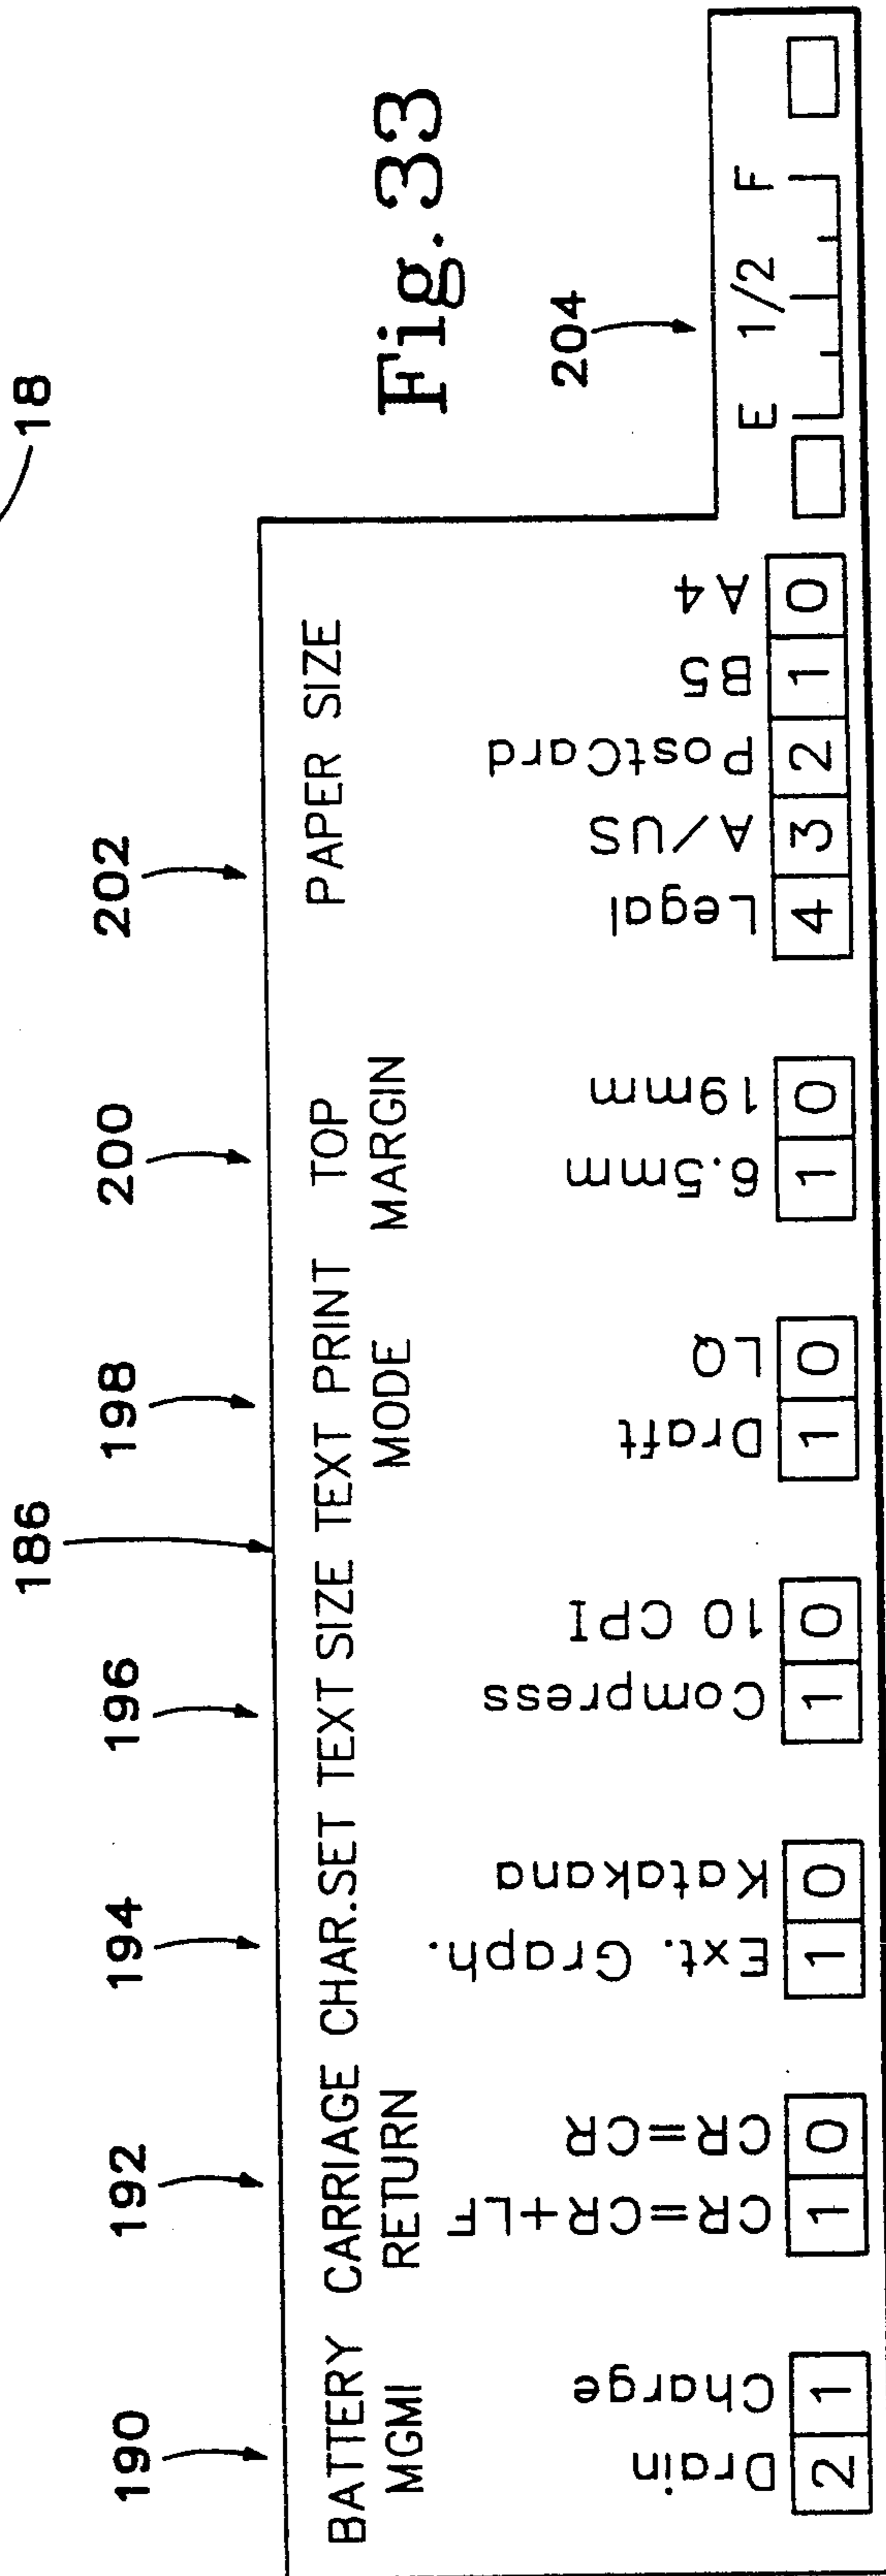 18
Fig. 33
186
190 192 194 196 198 200 202 204
BATTERY CARRIAGE CHAR.SET TEXT SIZE TEXT PRINT TOP PAPER SIZE
MGMI RETURN MODE MARGIN
Drain Charge CR=CR+LF CR=CR Ext. Graph. Katakana Compress 10 CPI Draft LQ 6.5mm 19mm Legal A/US PostCard B5 A4 E 1/2 F
2 1 1 0 1 0 1 0 1 0 1 0 4 3 2 1 0